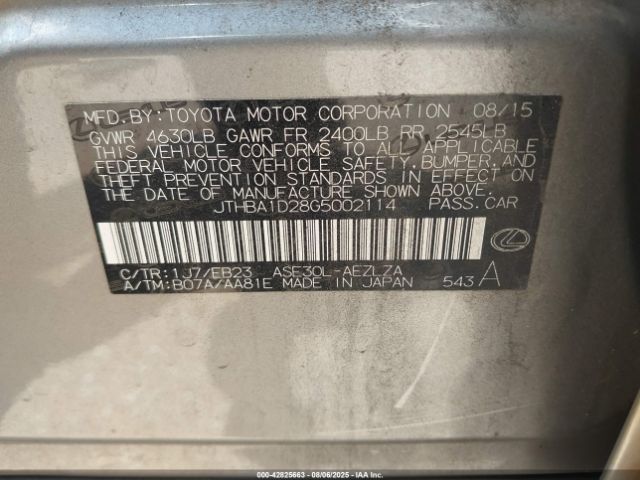 MFD.BY:TOYOTA MOTOR CORPORATION 08/15
GVWR 4630LB GAWR FR 2400LB RR 2545LB
THIS VEHICLE CONFORMS TO ALL APPLICABLE
FEDERAL MOTOR VEHICLE SAFETY, BUMPER, AND
THEFT PREVENTION STANDARDS IN EFFECT ON
THE DATE OF MANUFACTURE SHOWN ABOVE.
JTHBA1D28G5002114 PASS.CAR
C/TR:1J7/EB23 ASE30L-AEZLZA
A/TM:B07A/AA81E MADE IN JAPAN 543 A
000-42825663 - 08/06/2025 - IAAI.COM